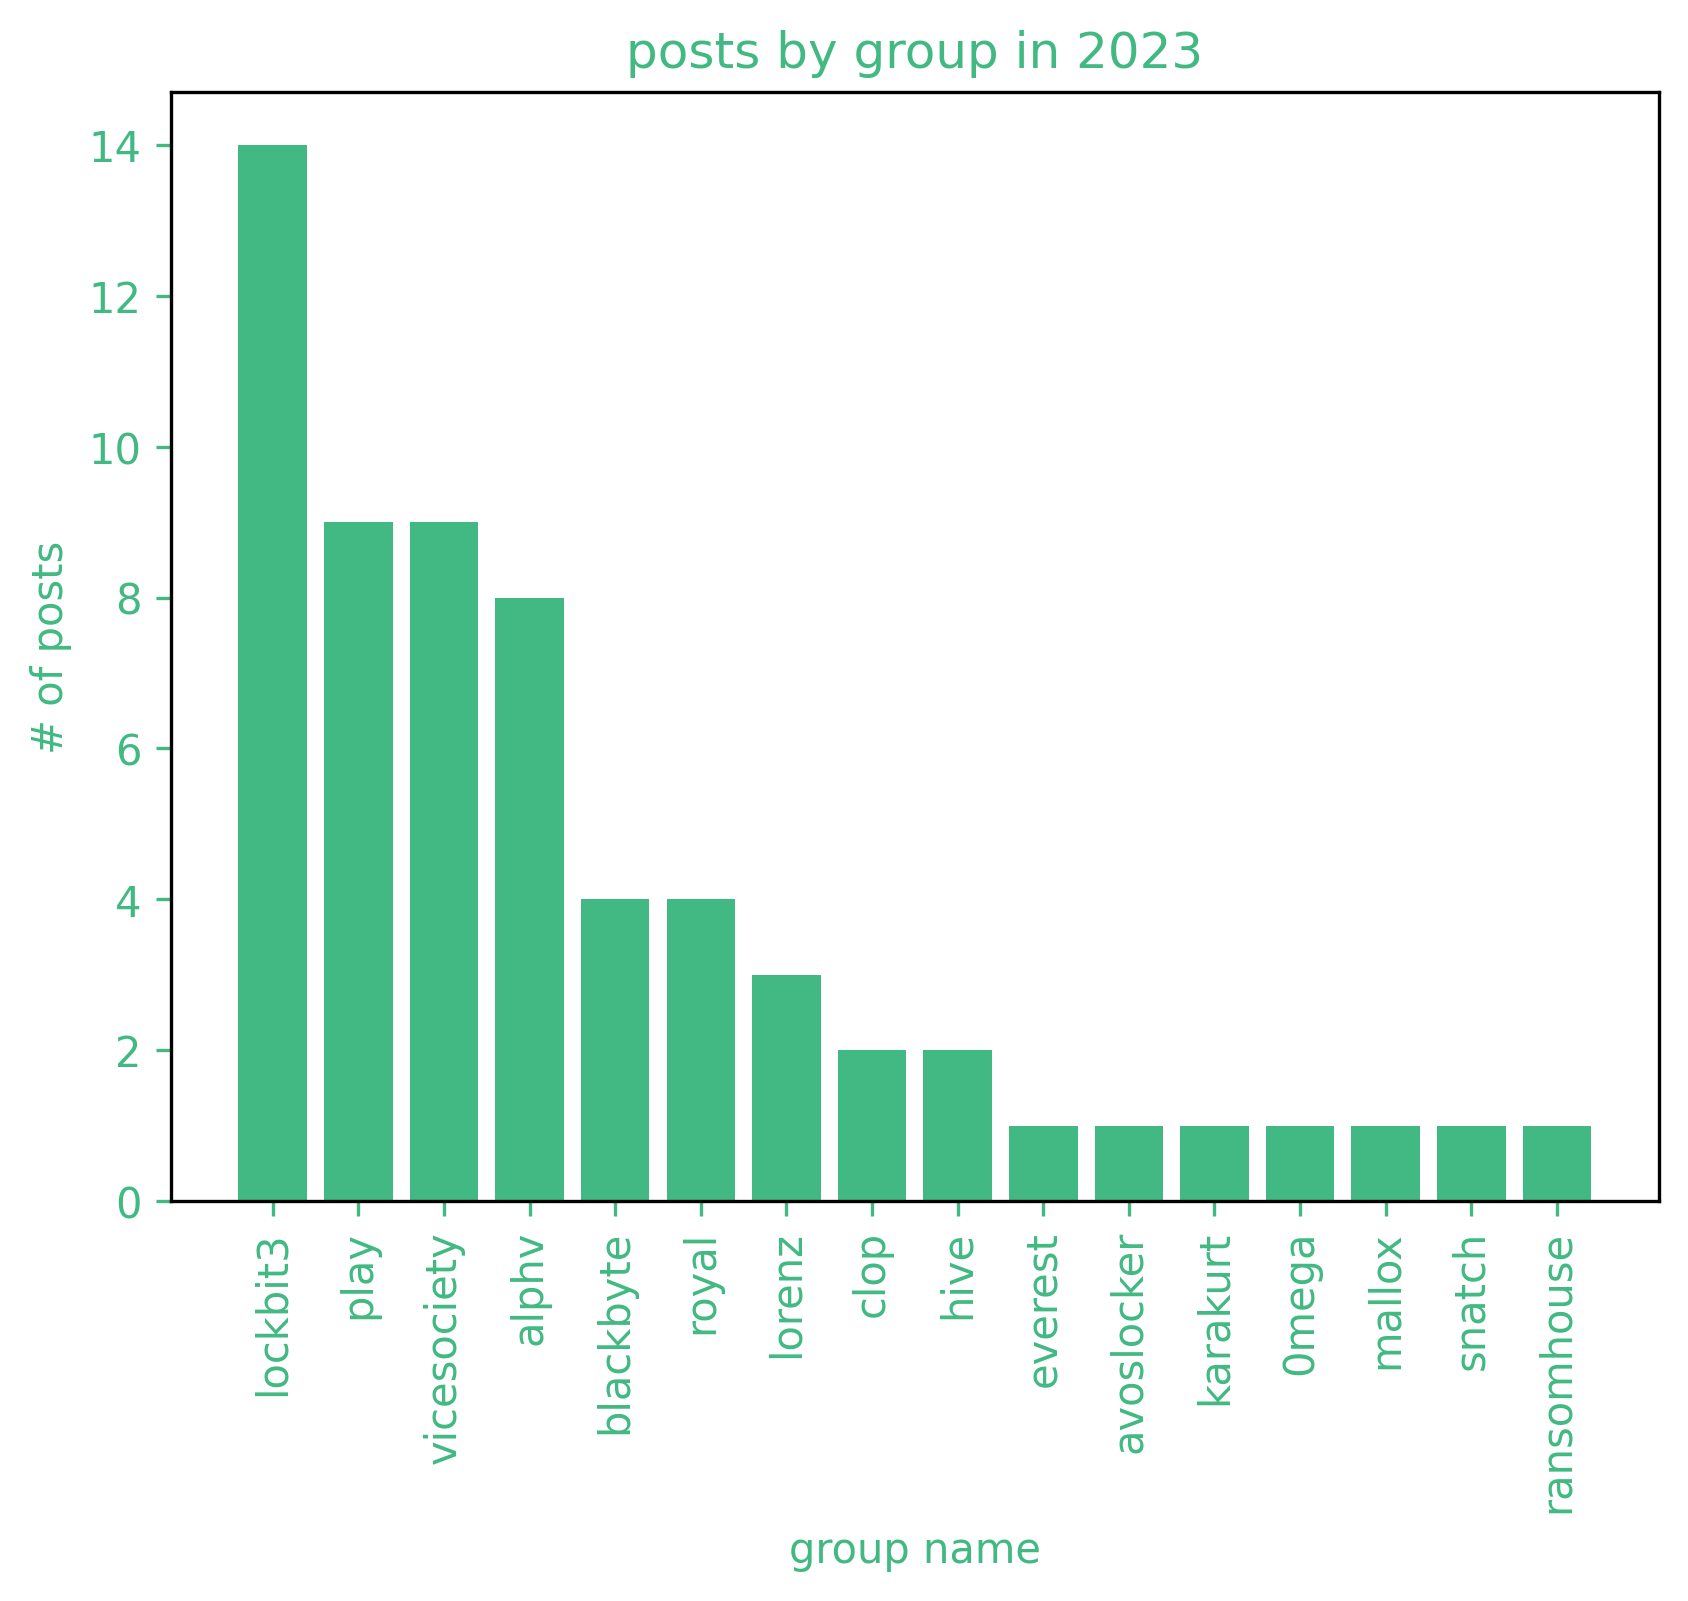 posts by group in 2023
# of posts
14
12
10
8
6
4
2
0
lockbit3
play
vicesociety
alphv
blackbyte
royal
lorenz
clop
hive
everest
avoslocker
karakurt
0mega
mallox
snatch
ransomhouse
group name